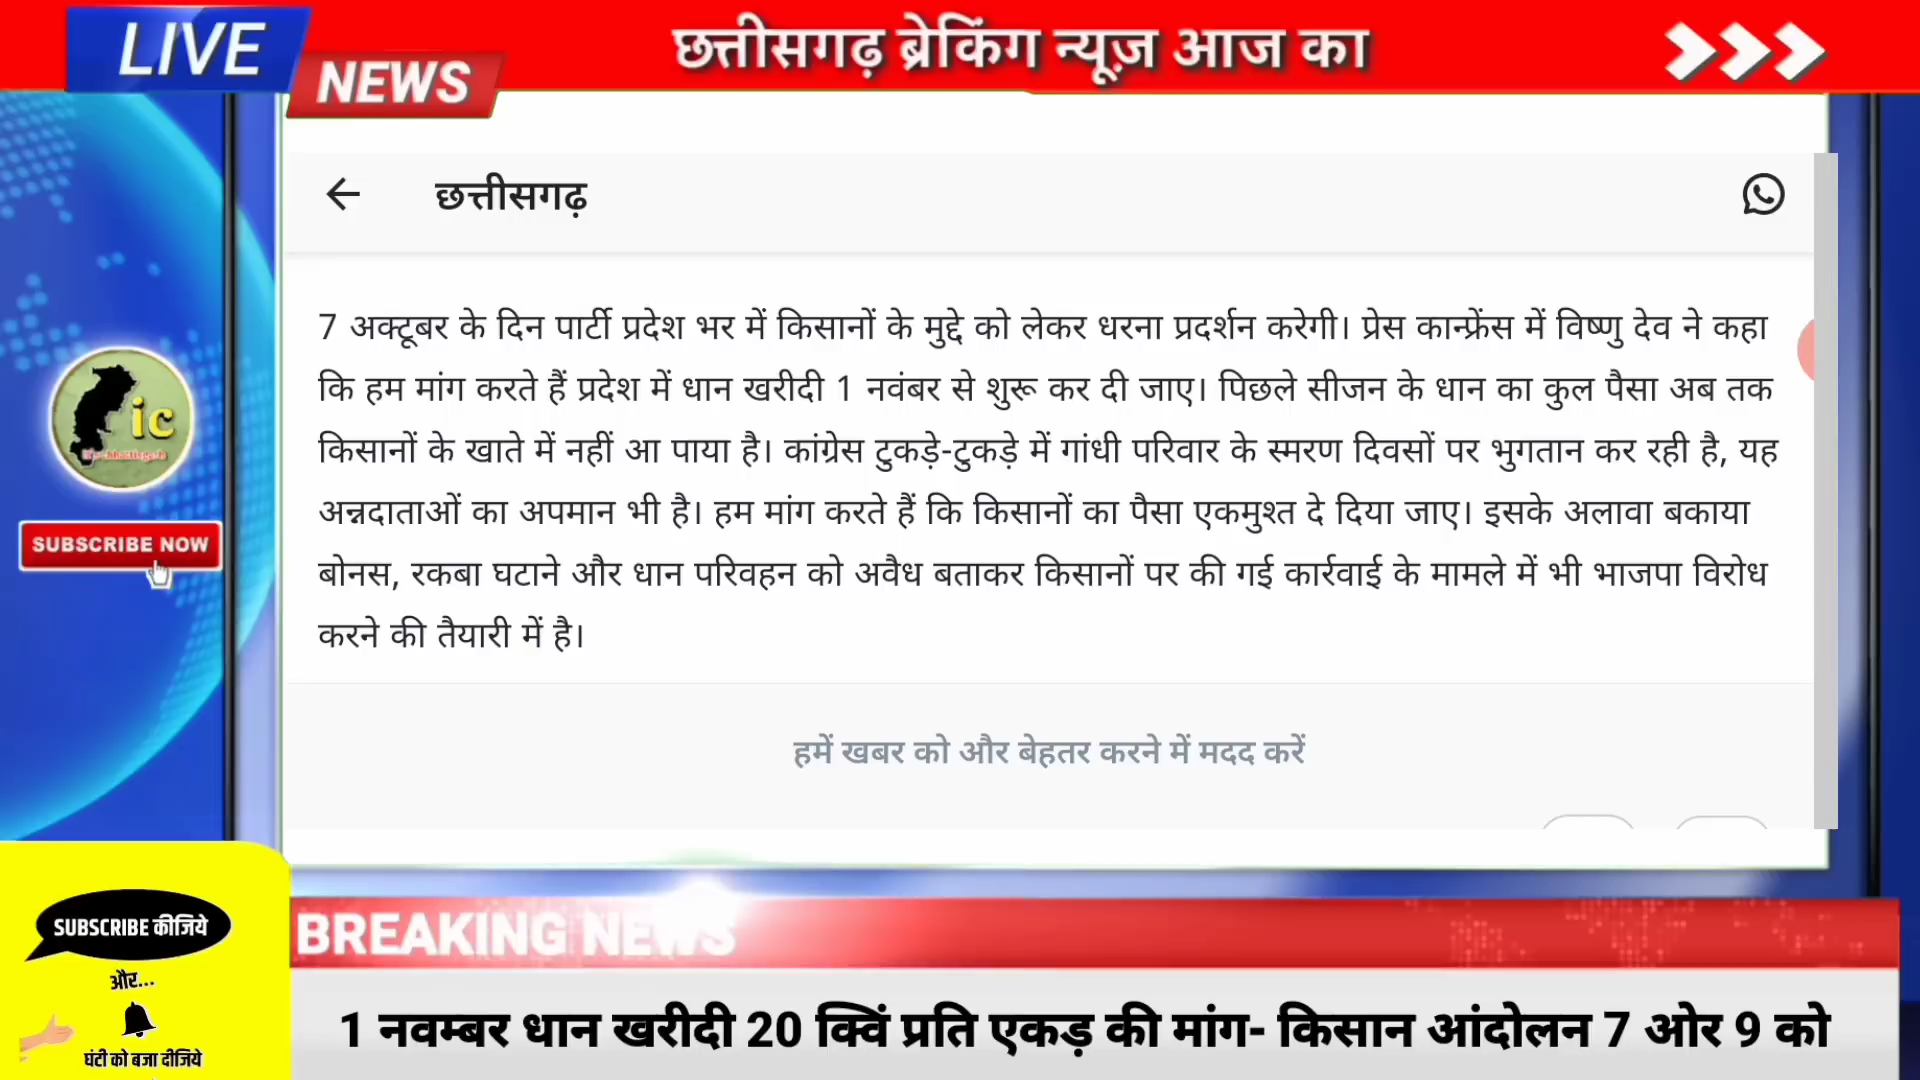 LIVE
NEWS
छत्तीसगढ़ ब्रेकिंग न्यूज़ आज का
छत्तीसगढ़
7 अक्टूबर के दिन पार्टी प्रदेश भर में किसानों के मुद्दे को लेकर धरना प्रदर्शन करेगी। प्रेस कान्फ्रेंस में विष्णु देव ने कहा
कि हम मांग करते हैं प्रदेश में धान खरीदी 1 नवंबर से शुरू कर दी जाए। पिछले सीजन के धान का कुल पैसा अब तक
किसानों के खाते में नहीं आ पाया है। कांग्रेस टुकड़े-टुकड़े में गांधी परिवार के स्मरण दिवसों पर भुगतान कर रही है, यह
अन्नदाताओं का अपमान भी है। हम मांग करते हैं कि किसानों का पैसा एकमुश्त दे दिया जाए। इसके अलावा बकाया
बोनस, रकबा घटाने और धान परिवहन को अवैध बताकर किसानों पर की गई कार्रवाई के मामले में भी भाजपा विरोध
करने की तैयारी में है।
हमें खबर को और बेहतर करने में मदद करें
ic
SUBSCRIBE NOW
SUBSCRIBE कीजिये
और...
घंटी को बजा दीजिये
BREAKING NEWS
1 नवम्बर धान खरीदी 20 क्विं प्रति एकड़ की मांग- किसान आंदोलन 7 ओर 9 को